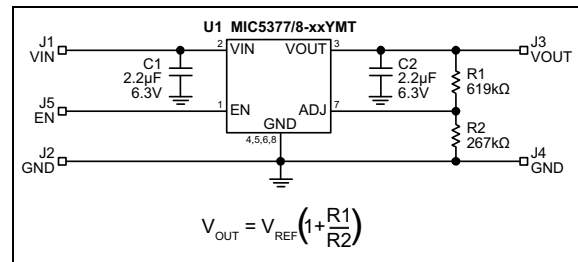 U1 MIC5377/8-xxYMT
J1
VIN
2
VIN
VOUT
3
J3
VOUT
C1
2.2µF
6.3V
C2
2.2µF
6.3V
R1
619kΩ
J5
EN
1
EN
ADJ
7
GND
4,5,6,8
R2
267kΩ
J2
GND
J4
GND
V_OUT = V_REF(1+R1/R2)